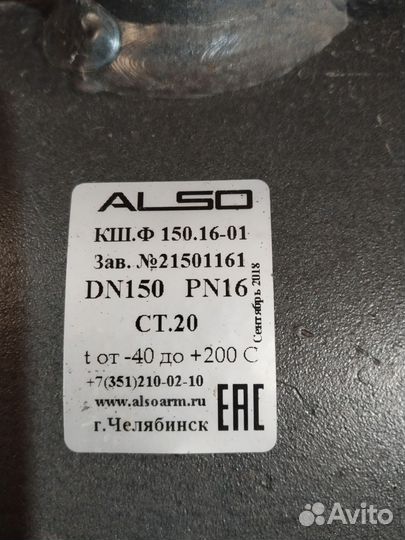 ALSO
КШ.Ф 150.16-01
Зав. №21501161
DN150 PN16
СТ.20
Сентябрь 2018
t от -40 до +200 С
+7(351)210-02-10
www.alsoarm.ru
г.Челябинск
EAC
Avito